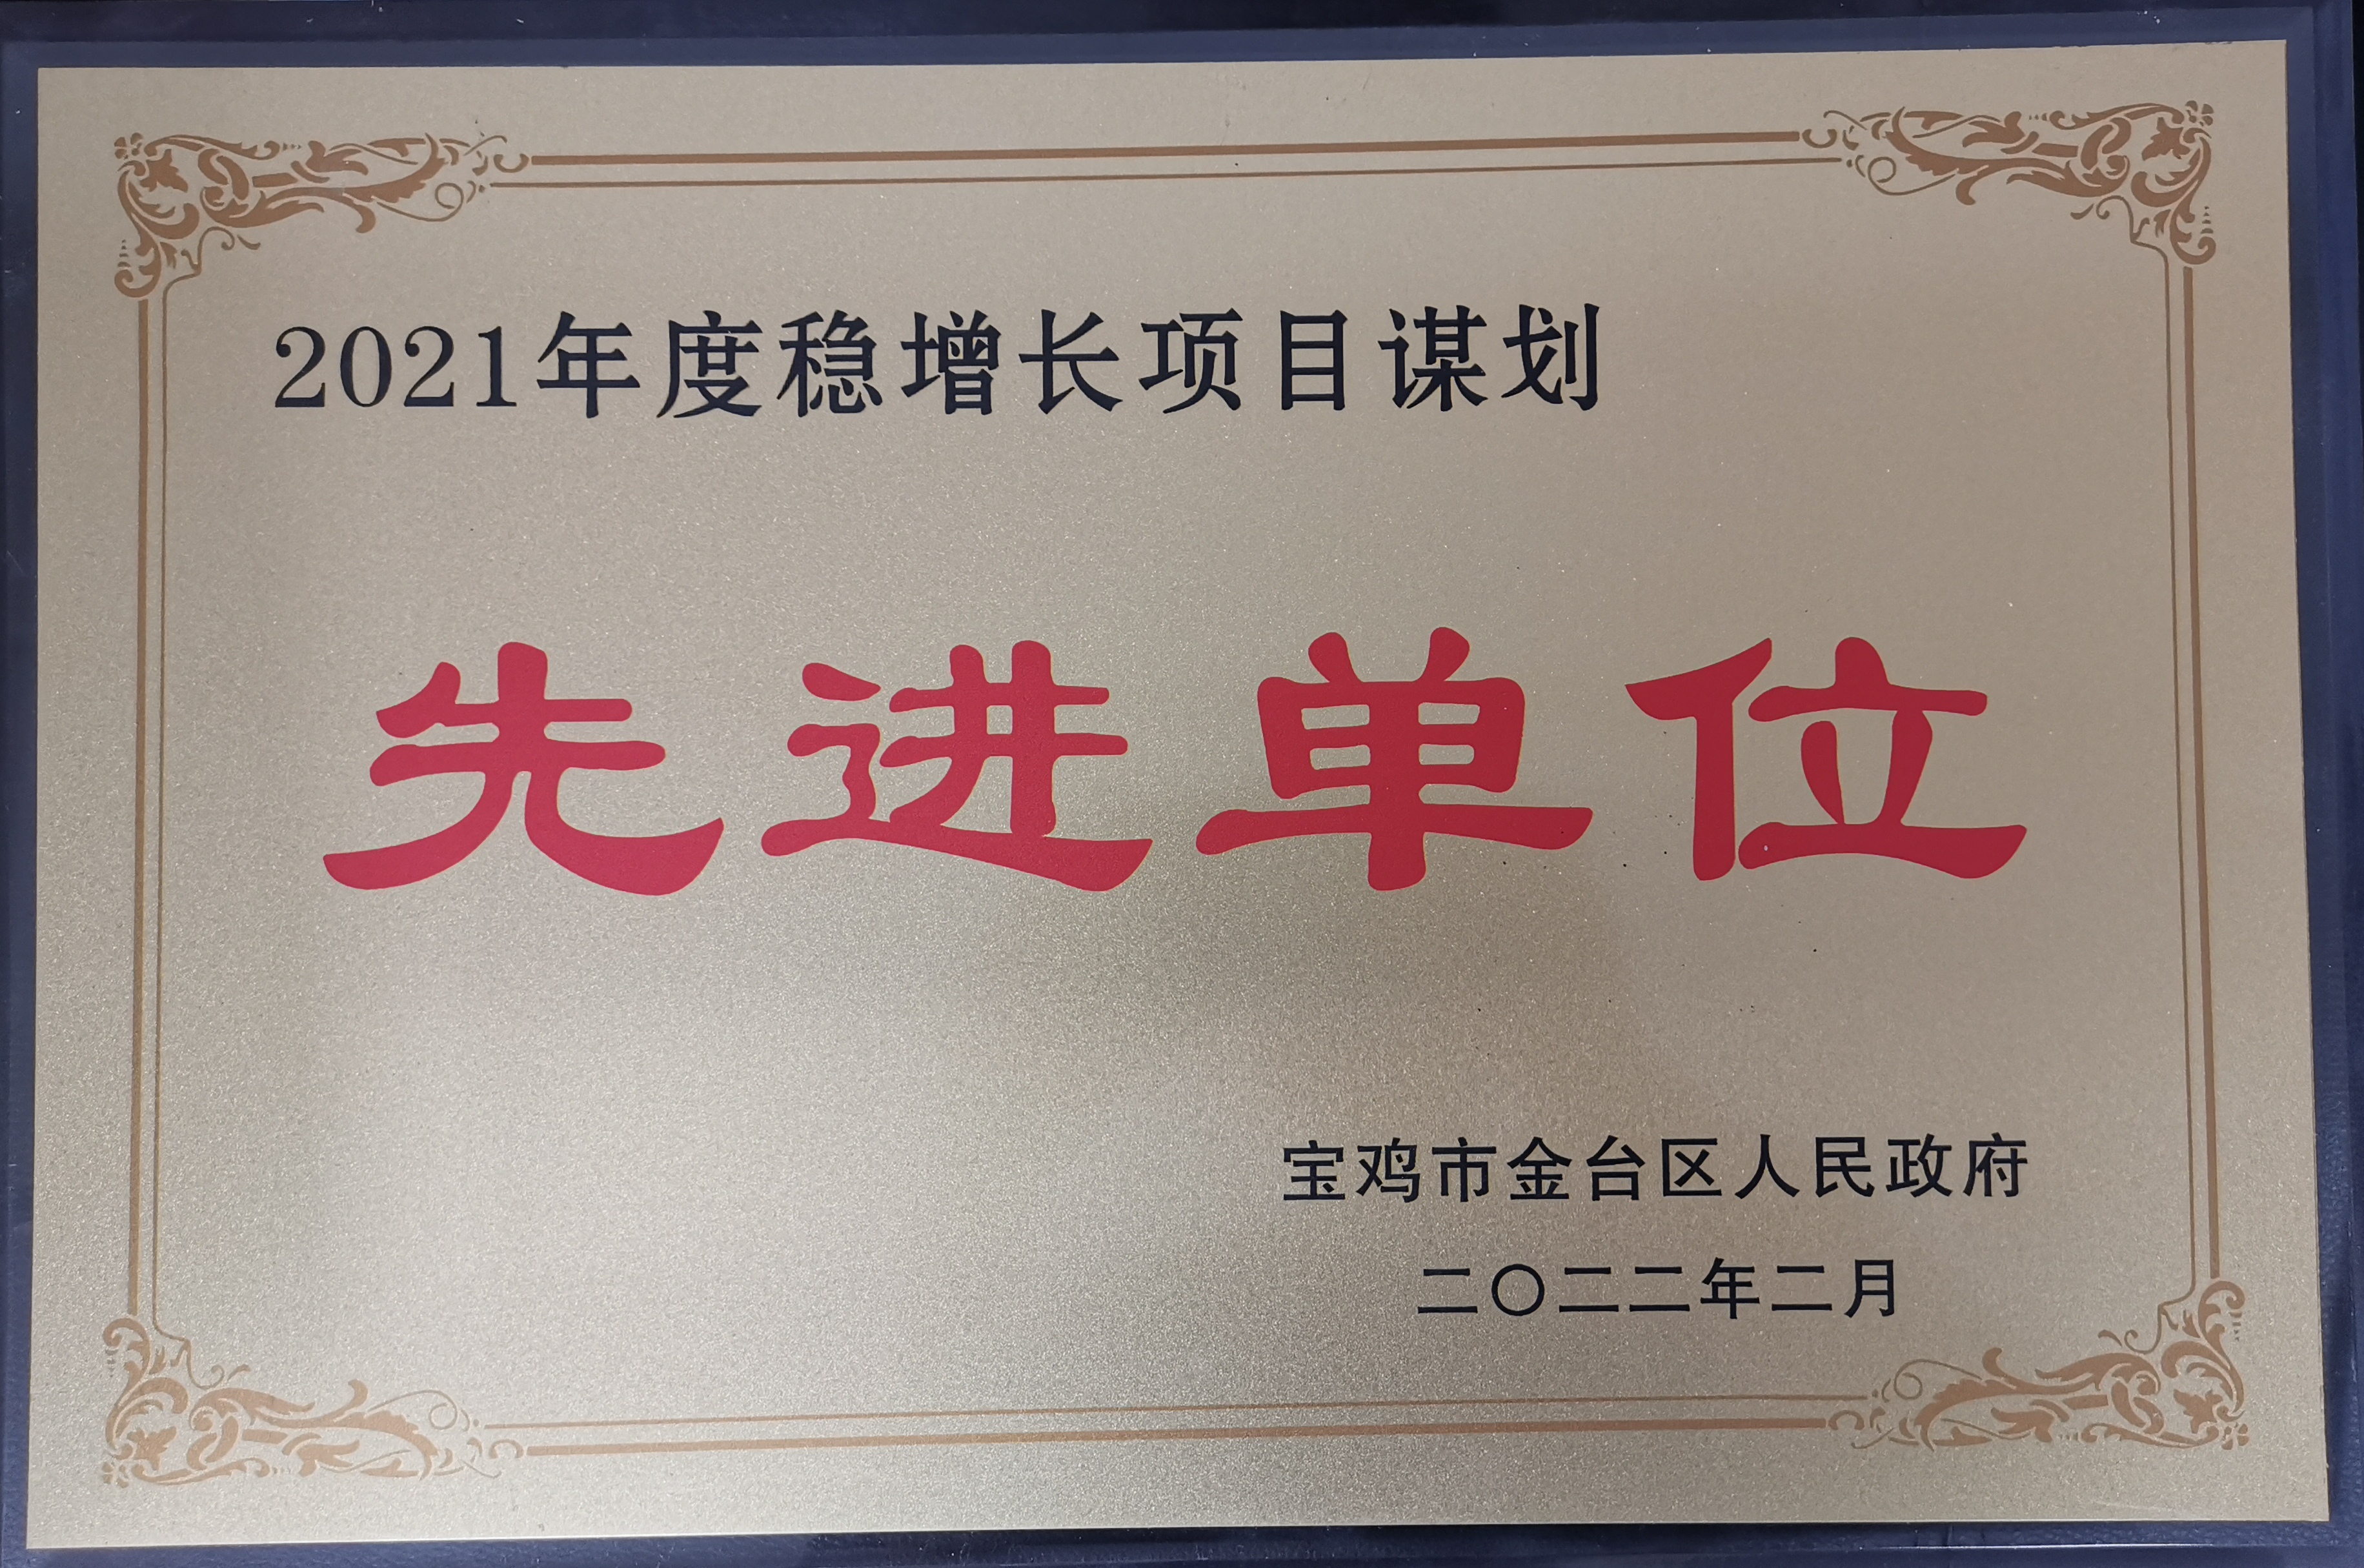 2021年度稳增长项目谋划
先进单位
宝鸡市金台区人民政府
二〇二二年二月